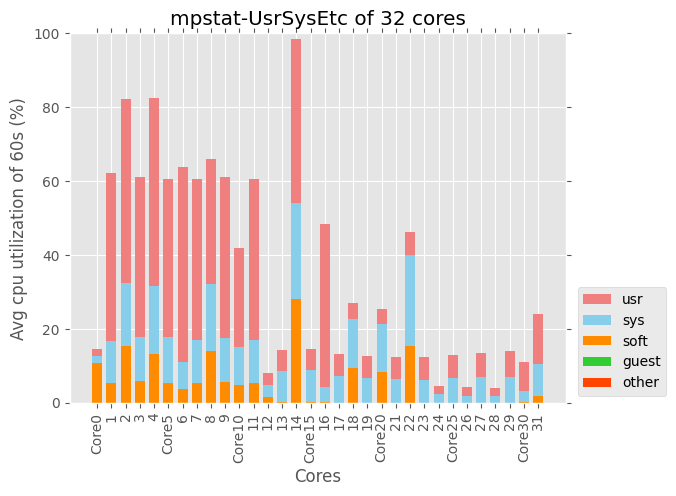 mpstat-UsrSysEtc of 32 cores
Avg cpu utilization of 60s (%)
100
80
60
40
20
0
Core0
1
2
3
4
Core5
6
7
8
9
Core10
11
12
13
14
Core15
16
17
18
19
Core20
21
22
23
24
Core25
26
27
28
29
Core30
31
Cores
usr
sys
soft
guest
other